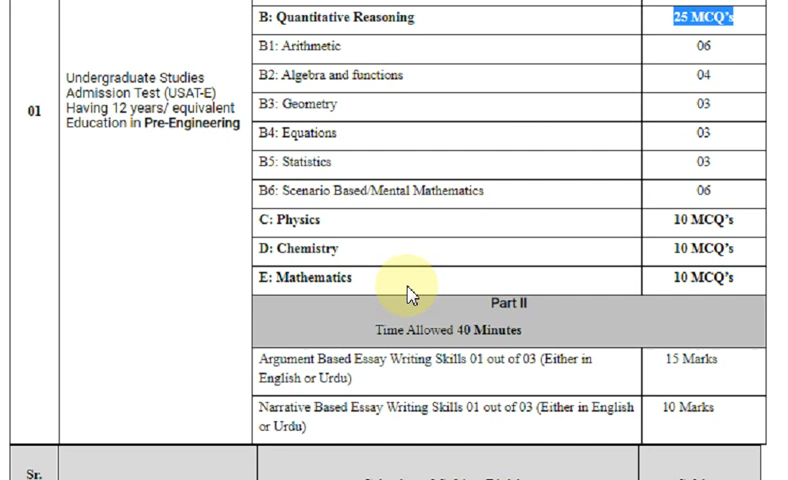 B: Quantitative Reasoning 25 MCQ's
B1: Arithmetic 06
B2: Algebra and functions 04
B3: Geometry 03
B4: Equations 03
B5: Statistics 03
B6: Scenario Based/Mental Mathematics 06
01
Undergraduate Studies
Admission Test (USAT-E)
Having 12 years/ equivalent
Education in Pre-Engineering
C: Physics 10 MCQ's
D: Chemistry 10 MCQ's
E: Mathematics 10 MCQ's
Part II
Time Allowed 40 Minutes
Argument Based Essay Writing Skills 01 out of 03 (Either in 15 Marks
English or Urdu)
Narrative Based Essay Writing Skills 01 out of 03 (Either in English 10 Marks
or Urdu)
Sr.